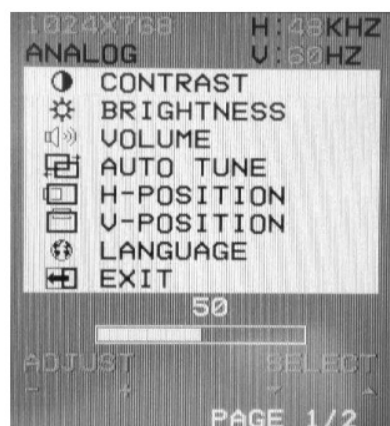 1024X768 H:48KHZ
ANALOG V:60HZ
CONTRAST
BRIGHTNESS
VOLUME
AUTO TUNE
H-POSITION
V-POSITION
LANGUAGE
EXIT
50
ADJUST SELECT
- +
PAGE 1/2